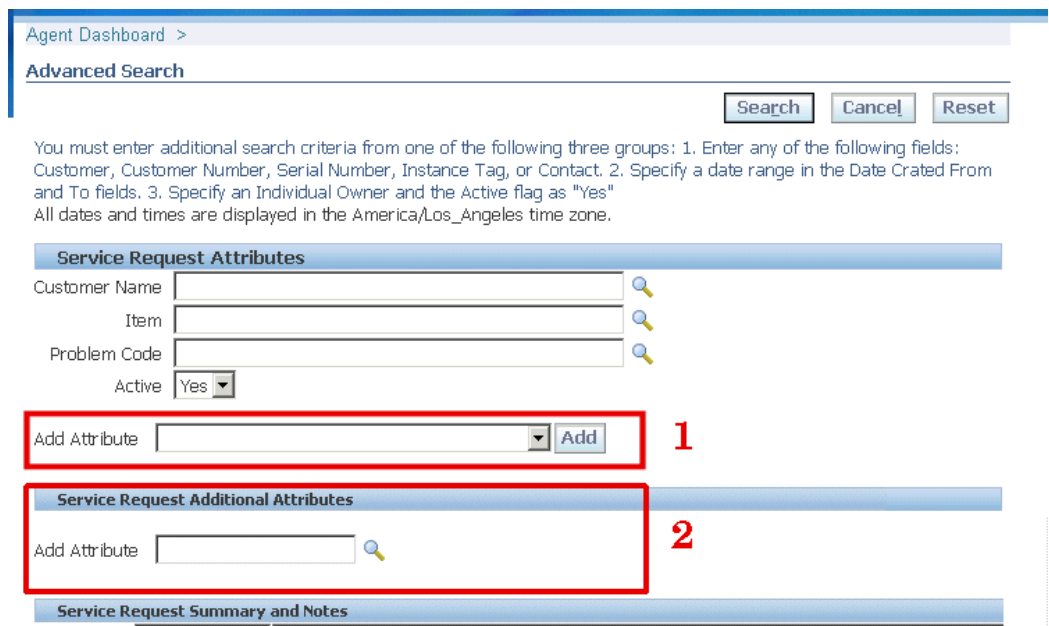 Agent Dashboard >
Advanced Search
Search Cancel Reset
You must enter additional search criteria from one of the following three groups: 1. Enter any of the following fields:
Customer, Customer Number, Serial Number, Instance Tag, or Contact. 2. Specify a date range in the Date Crated From
and To fields. 3. Specify an Individual Owner and the Active flag as "Yes"
All dates and times are displayed in the America/Los_Angeles time zone.
Service Request Attributes
Customer Name
Item
Problem Code
Active Yes
Add Attribute Add 1
Service Request Additional Attributes
Add Attribute 2
Service Request Summary and Notes